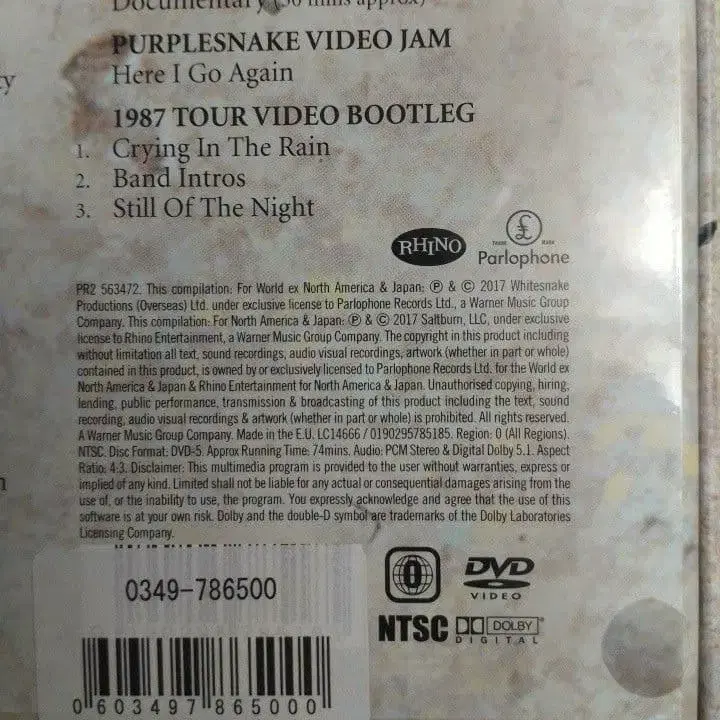 Documentary (30 mins approx)
PURPLESNAKE VIDEO JAM
Here I Go Again
1987 TOUR VIDEO BOOTLEG
1. Crying In The Rain
2. Band Intros
3. Still Of The Night
RHINO
TRADE MARK
Parlophone
PR2 563472. This compilation: For World ex North America & Japan: ℗ & © 2017 Whitesnake
Productions (Overseas) Ltd. under exclusive license to Parlophone Records Ltd., a Warner Music Group
Company. This compilation: For North America & Japan: ℗ & © 2017 Saltburn, LLC, under exclusive
license to Rhino Entertainment, a Warner Music Group Company. The copyright in this product including
without limitation all text, sound recordings, audio visual recordings, artwork (whether in part or whole)
contained in this product, is owned by or exclusively licensed to Parlophone Records Ltd. for the World ex
North America & Japan & Rhino Entertainment for North America & Japan. Unauthorised copying, hiring,
lending, public performance, transmission & broadcasting of this product including the text, sound
recording, audio visual recordings & artwork (whether in part or whole) is prohibited. All rights reserved.
A Warner Music Group Company. Made in the E.U. LC14666 / 0190295785185. Region: 0 (All Regions).
NTSC. Disc Format: DVD-5. Approx Running Time: 74mins. Audio: PCM Stereo & Digital Dolby 5.1. Aspect
Ratio: 4:3. Disclaimer: This multimedia program is provided to the user without warranties, express or
implied of any kind. Limited shall not be liable for any actual or consequential damages arising from the
use of, or the inability to use, the program. You expressly acknowledge and agree that the use of this
software is at your own risk. Dolby and the double-D symbol are trademarks of the Dolby Laboratories
Licensing Company.
0349-786500
0 603497 865000
0
DVD
VIDEO
NTSC
DOLBY
DIGITAL